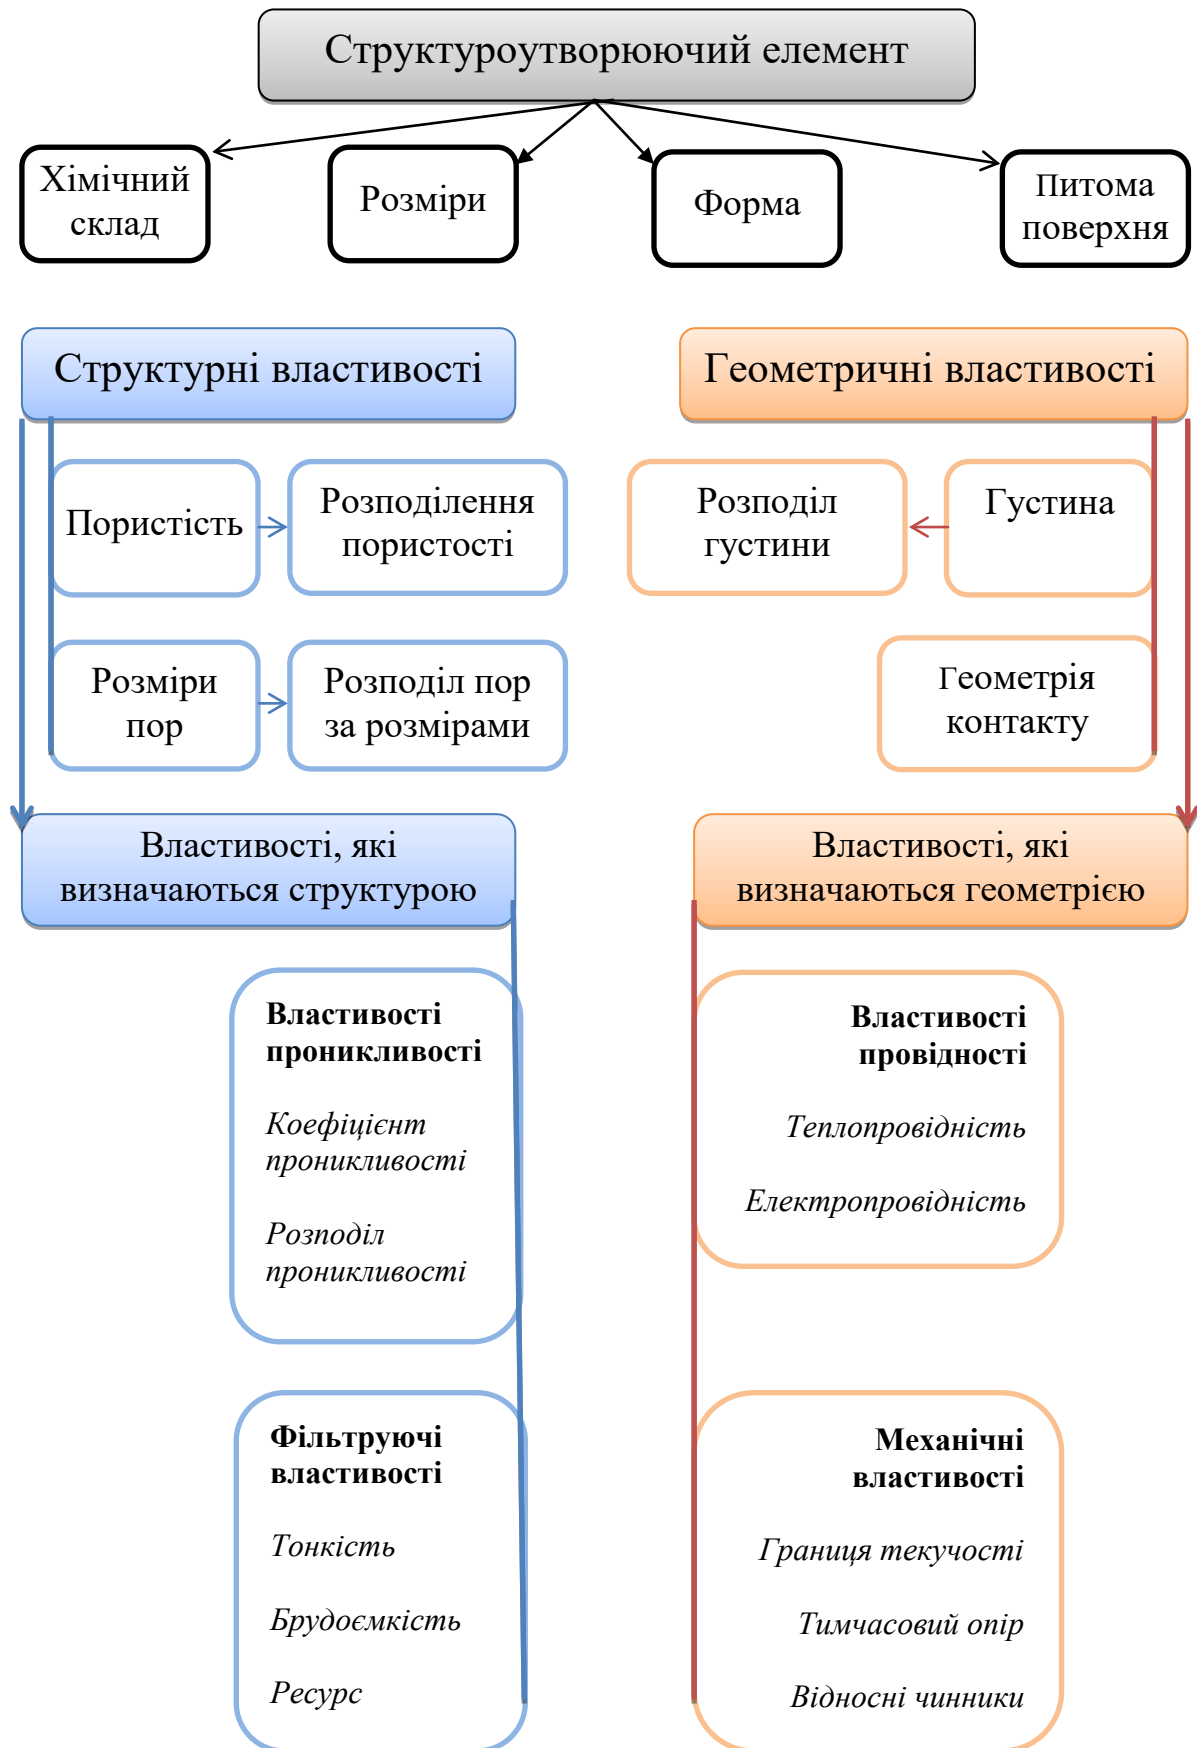 Структуроутворюючий елемент
Хімічний
склад
Розміри
Форма
Питома
поверхня
Структурні властивості
Геометричні властивості
Пористість
Розподілення
пористості
Розподіл
густини
Густина
Розміри
пор
Розподіл пор
за розмірами
Геометрія
контакту
Властивості, які
визначаються структурою
Властивості, які
визначаються геометрією
Властивості
проникливості
Коефіцієнт
проникливості
Розподіл
проникливості
Властивості
провідності
Теплопровідність
Електропровідність
Фільтруючі
властивості
Тонкість
Брудоємкість
Ресурс
Механічні
властивості
Границя текучості
Тимчасовий опір
Відносні чинники